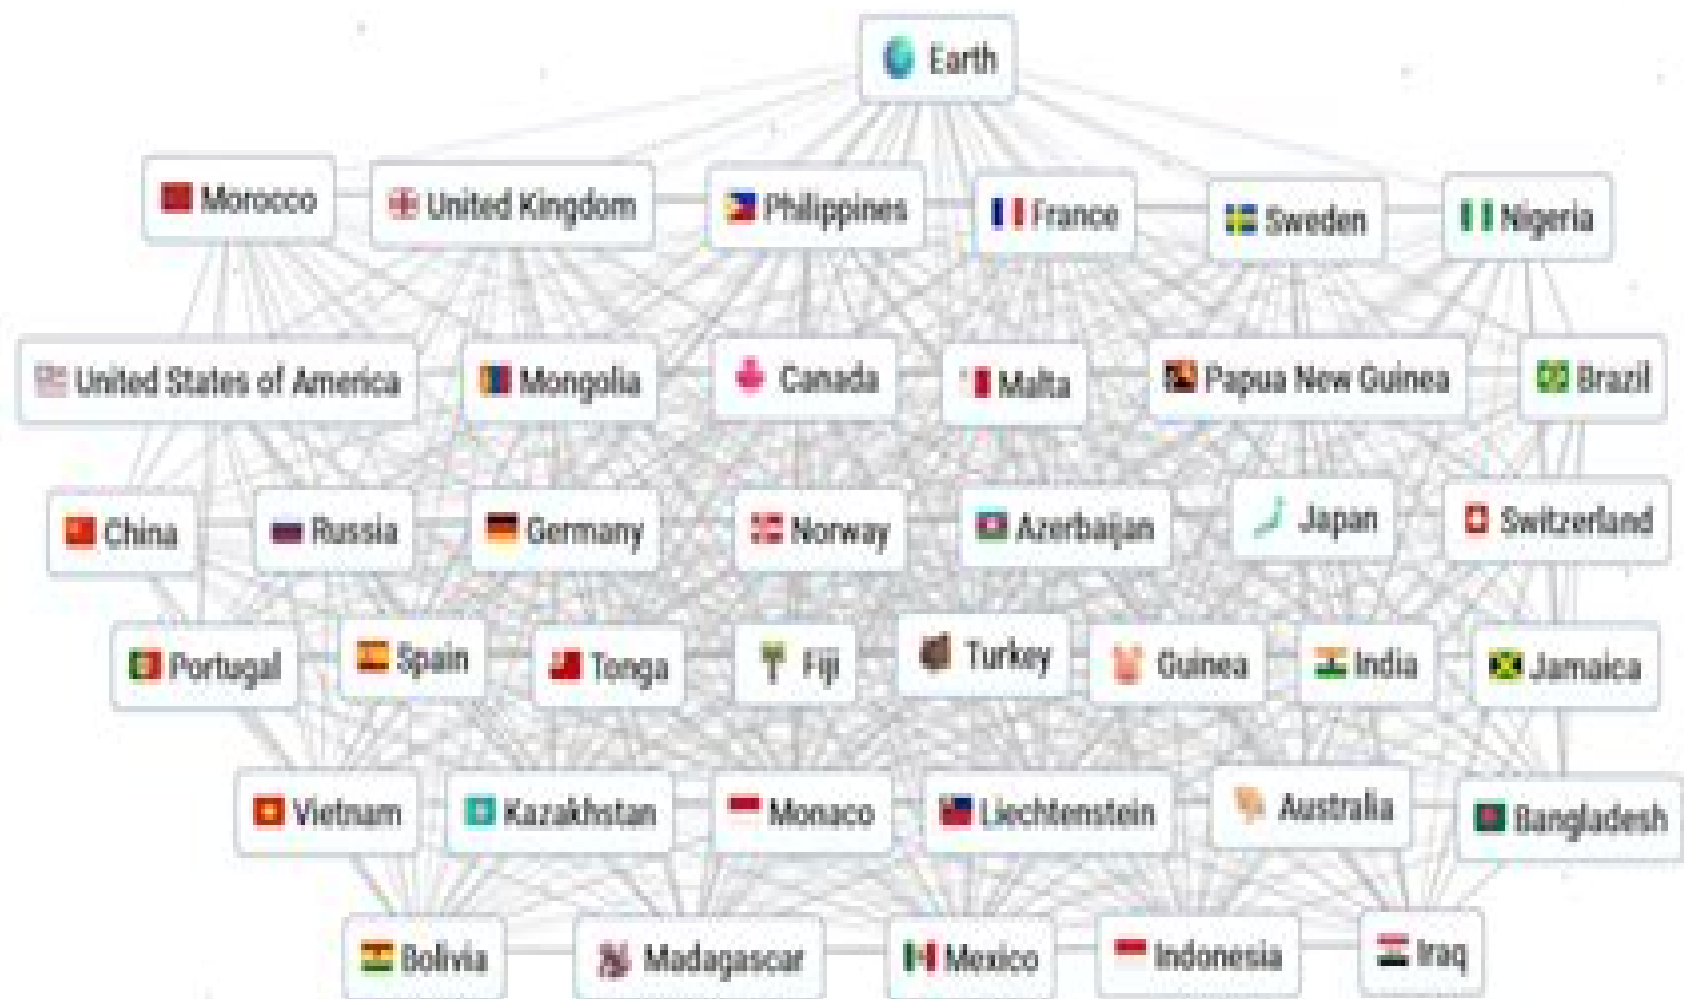 Earth
Morocco United Kingdom Philippines France Sweden Nigeria
United States of America Mongolia Canada Malta Papua New Guinea Brazil
China Russia Germany Norway Azerbaijan Japan Switzerland
Portugal Spain Tonga Fiji Turkey Guinea India Jamaica
Vietnam Kazakhstan Monaco Liechtenstein Australia Bangladesh
Bolivia Madagascar Mexico Indonesia Iraq